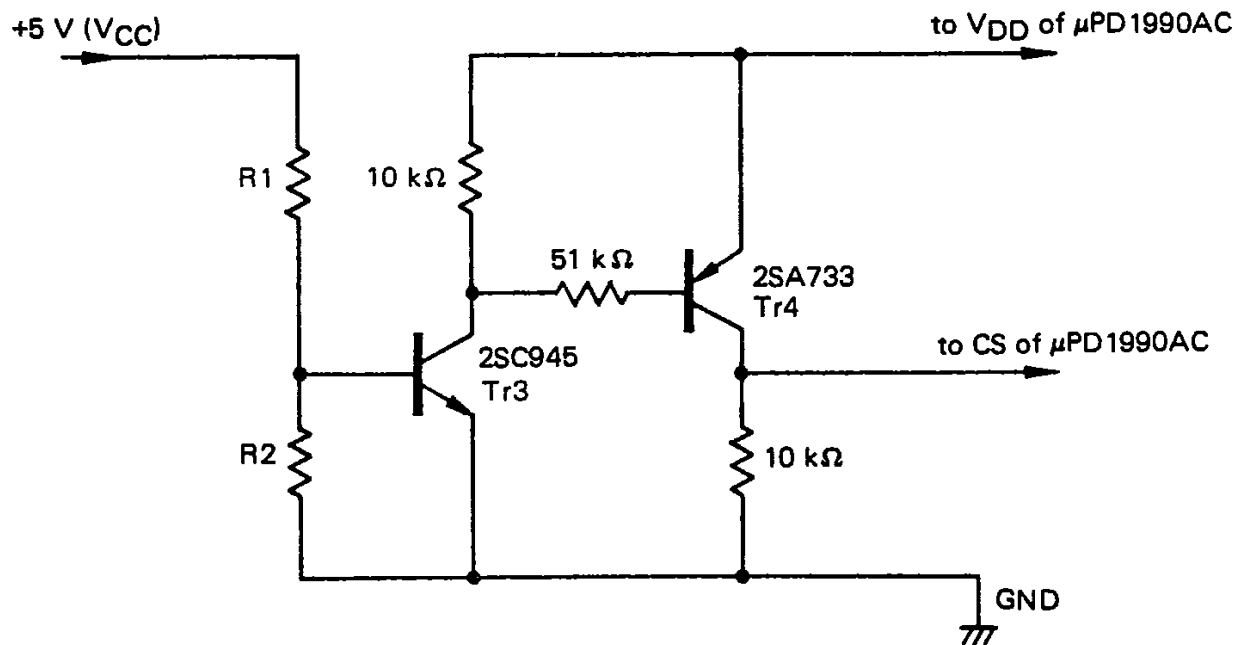 +5 V (VCC)
to VDD of μPD1990AC
R1
10 kΩ
51 kΩ
2SA733
Tr4
2SC945
Tr3
to CS of μPD1990AC
R2
10 kΩ
GND